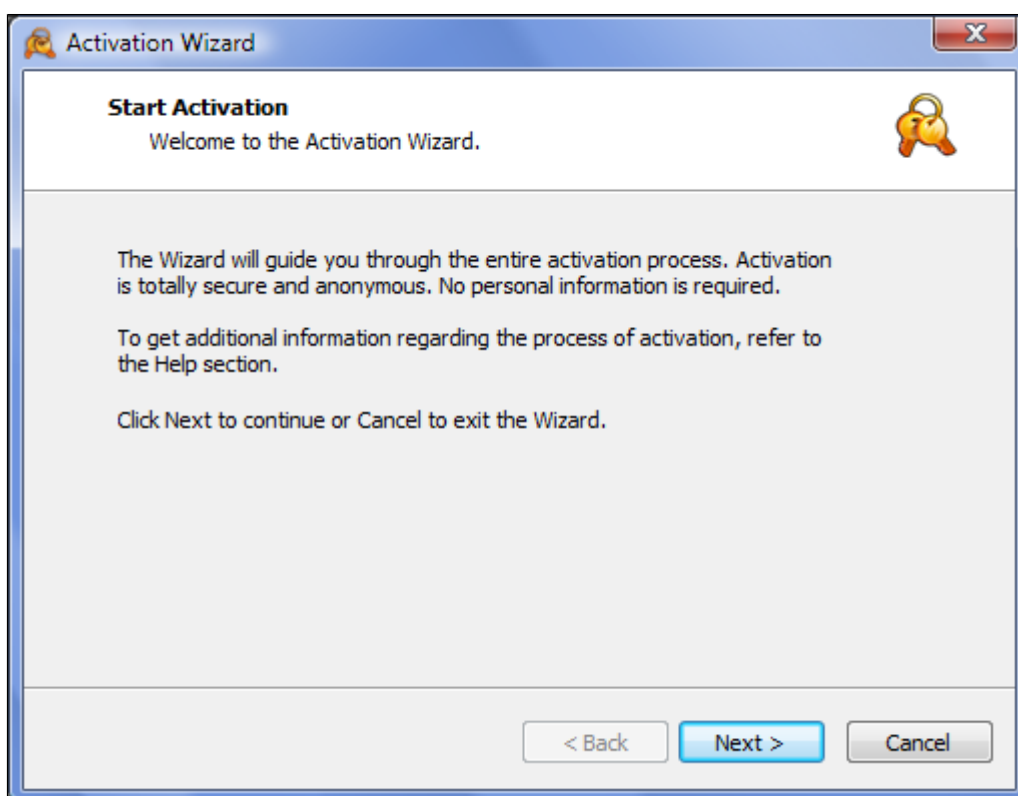 Activation Wizard
Start Activation
Welcome to the Activation Wizard.
The Wizard will guide you through the entire activation process. Activation
is totally secure and anonymous. No personal information is required.
To get additional information regarding the process of activation, refer to
the Help section.
Click Next to continue or Cancel to exit the Wizard.
< Back Next > Cancel